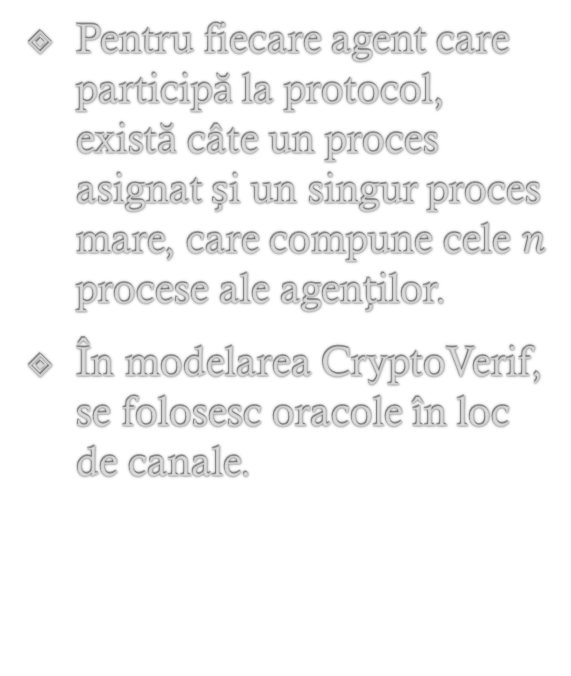 Pentru fiecare agent care
participă la protocol,
există câte un proces
asignat și un singur proces
mare, care compune cele n
procese ale agenților.
În modelarea CryptoVerif,
se folosesc oracole în loc
de canale.